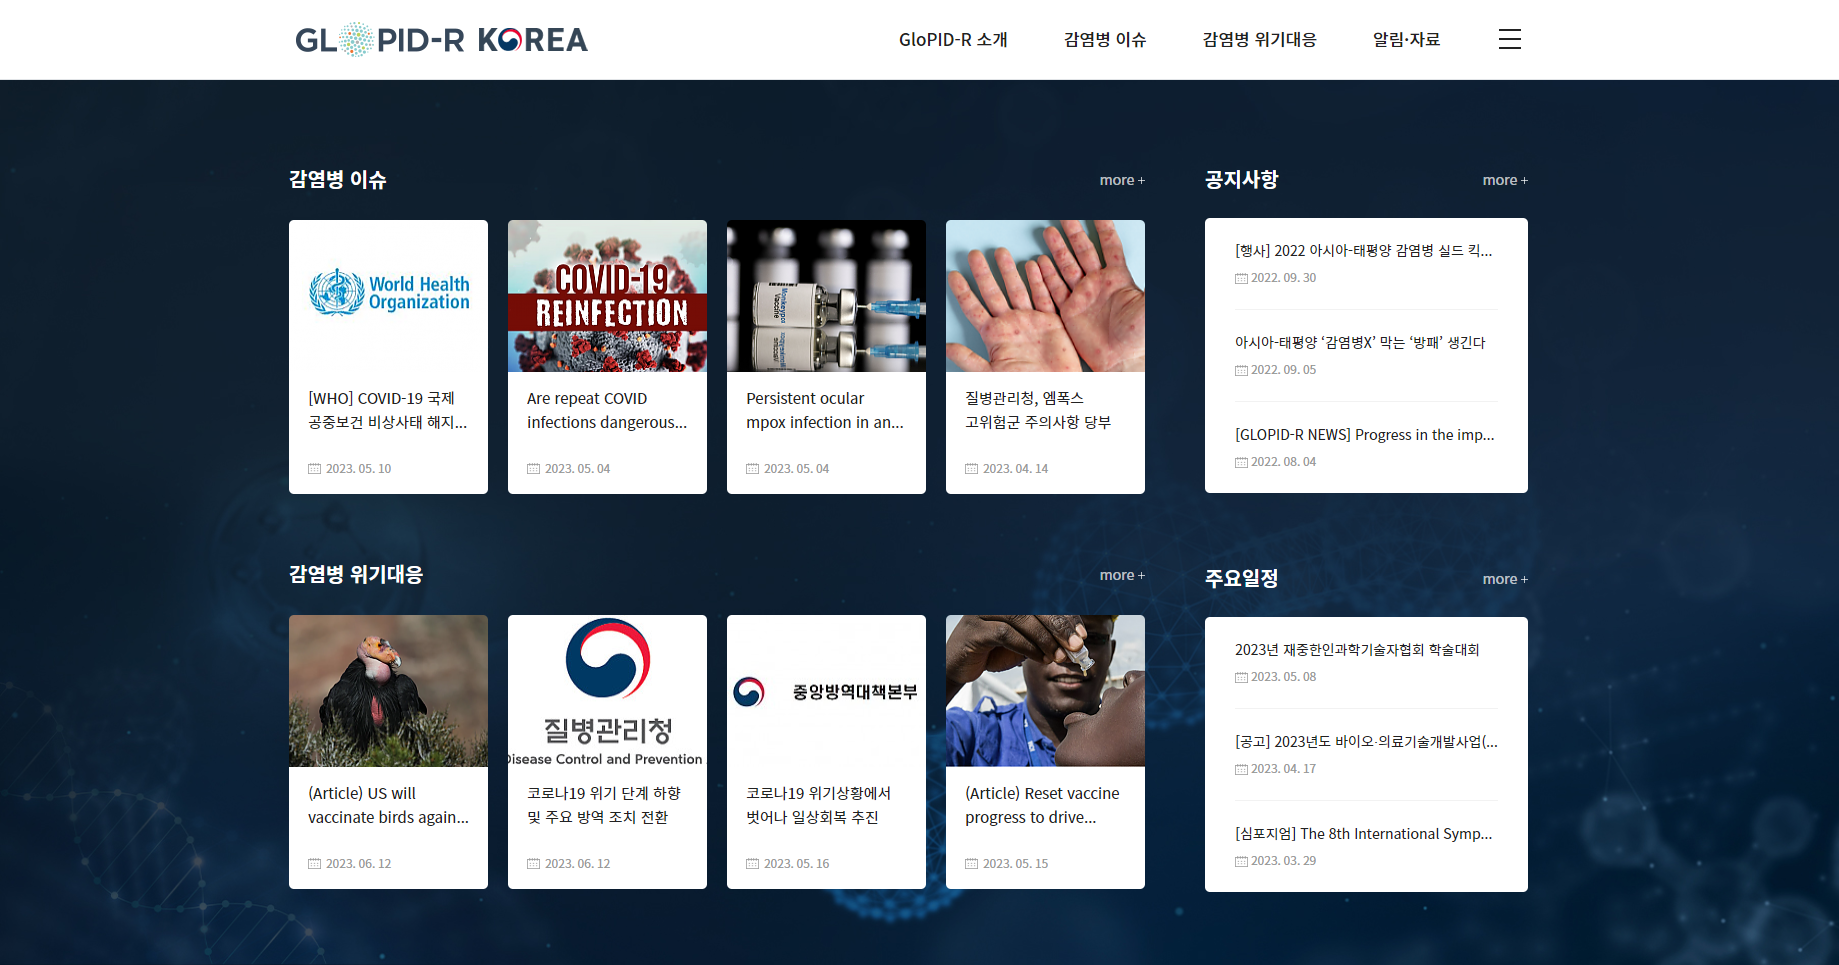 GLOPID-R KOREA
GloPID-R 소개
감염병 이슈
감염병 위기대응
알림·자료
감염병 이슈
more +
World Health
Organization
[WHO] COVID-19 국제
공중보건 비상사태 해지...
2023. 05. 10
COVID-19
REINFECTION
Are repeat COVID
infections dangerous...
2023. 05. 04
Monkeypox
Vaccine
Persistent ocular
mpox infection in an...
2023. 05. 04
질병관리청, 엠폭스
고위험군 주의사항 당부
2023. 04. 14
공지사항
more +
[행사] 2022 아시아-태평양 감염병 실드 킥...
2022. 09. 30
아시아-태평양 ‘감염병X’ 막는 ‘방패’ 생긴다
2022. 09. 05
[GLOPID-R NEWS] Progress in the imp...
2022. 08. 04
감염병 위기대응
more +
(Article) US will
vaccinate birds again...
2023. 06. 12
질병관리청
Disease Control and Prevention
코로나19 위기 단계 하향
및 주요 방역 조치 전환
2023. 06. 12
중앙방역대책본부
코로나19 위기상황에서
벗어나 일상회복 추진
2023. 05. 16
(Article) Reset vaccine
progress to drive...
2023. 05. 15
주요일정
more +
2023년 재중한인과학기술자협회 학술대회
2023. 05. 08
[공고] 2023년도 바이오·의료기술개발사업(...
2023. 04. 17
[심포지엄] The 8th International Symp...
2023. 03. 29